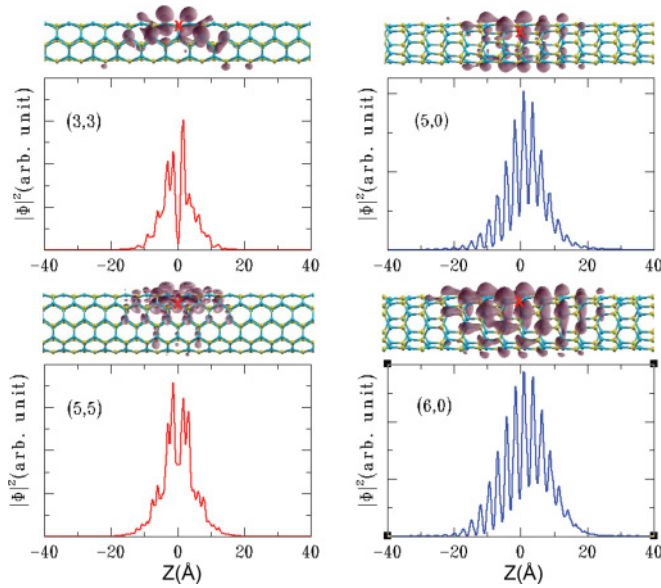 |Φ|²(arb. unit)
(3,3)
−40 −20 0 20 40
|Φ|²(arb. unit)
(5,0)
−40 −20 0 20 40
|Φ|²(arb. unit)
(5,5)
−40 −20 0 20 40
Z(Å)
|Φ|²(arb. unit)
(6,0)
−40 −20 0 20 40
Z(Å)